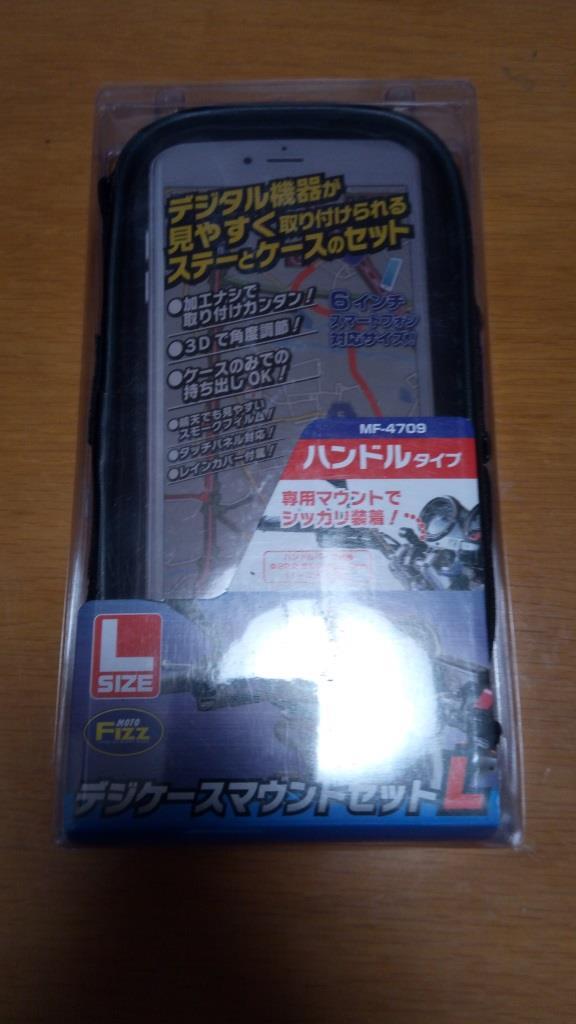 デジタル機器が
見やすく取り付けられる
ステーとケースのセット
●加工ナシで
取り付けカンタン!
●3Dで角度調節!
●ケースのみでの
持ち出しOK!
●晴天でも見やすい
スモークフィルム!
●タッチパネル対応!
●レインカバー付属!
6インチ
スマートフォン
対応サイズ!!
MF-4709
ハンドルタイプ
専用マウントで
シッカリ装着!
L
SIZE
MOTO
FIZZ
デジケースマウントセットL